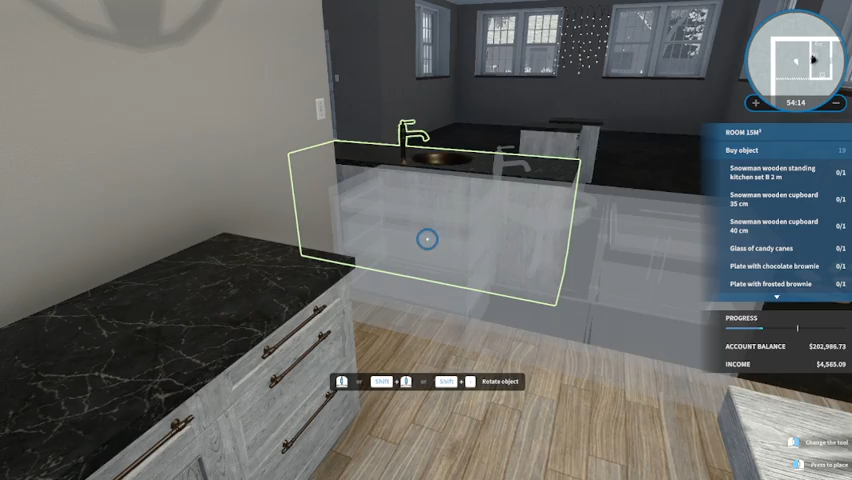 + 54:14 −
ROOM 15M²
Buy object 19
Snowman wooden standing
kitchen set B 2 m 0/1
Snowman wooden cupboard
35 cm 0/1
Snowman wooden cupboard
40 cm 0/1
Glass of candy canes 0/1
Plate with chocolate brownie 0/1
Plate with frosted brownie 0/1
PROGRESS
ACCOUNT BALANCE $202,986.73
INCOME $4,565.09
or Shift + or Shift + Rotate object
Change the tool
Press to place